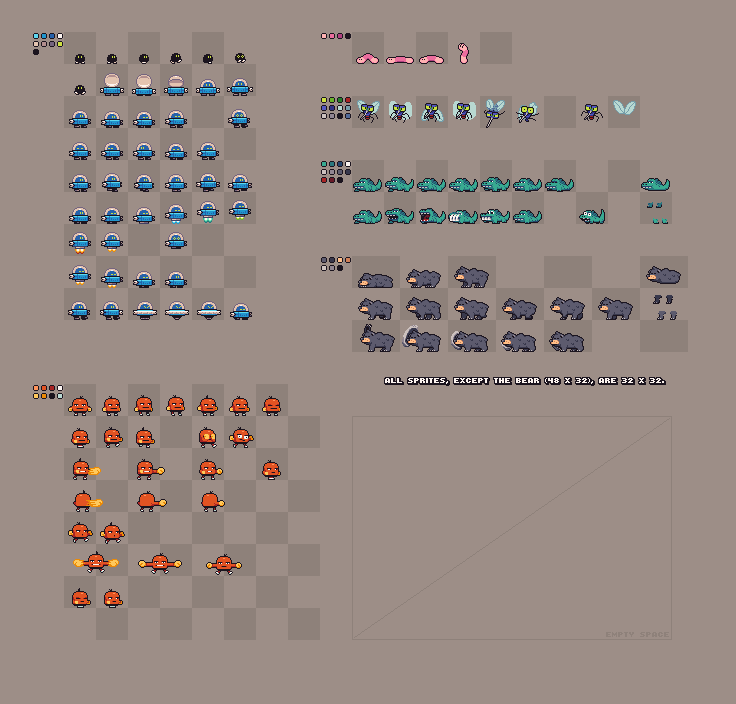 ALL SPRITES, EXCEPT THE BEAR (48 X 32), ARE 32 X 32.
EMPTY SPACE